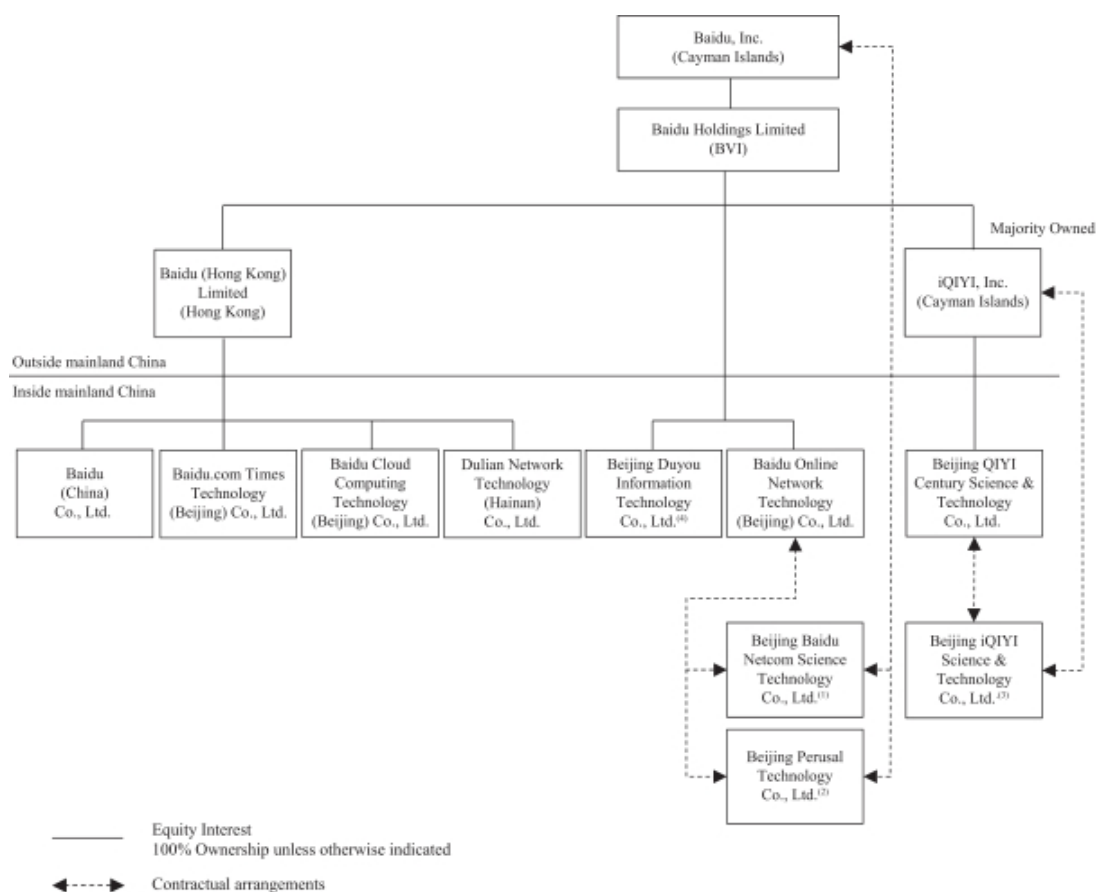 Baidu, Inc.
(Cayman Islands)
Baidu Holdings Limited
(BVI)
Majority Owned
Baidu (Hong Kong)
Limited
(Hong Kong)
iQIYI, Inc.
(Cayman Islands)
Outside mainland China
Inside mainland China
Baidu
(China)
Co., Ltd.
Baidu.com Times
Technology
(Beijing) Co., Ltd.
Baidu Cloud
Computing
Technology
(Beijing) Co., Ltd.
Dulian Network
Technology
(Hainan)
Co., Ltd.
Beijing Duyou
Information
Technology
Co., Ltd.(4)
Baidu Online
Network
Technology
(Beijing) Co., Ltd.
Beijing QIYI
Century Science &
Technology
Co., Ltd.
Beijing Baidu
Netcom Science
Technology
Co., Ltd.(1)
Beijing iQIYI
Science &
Technology
Co., Ltd.(3)
Beijing Perusal
Technology
Co., Ltd.(2)
Equity Interest
100% Ownership unless otherwise indicated
Contractual arrangements